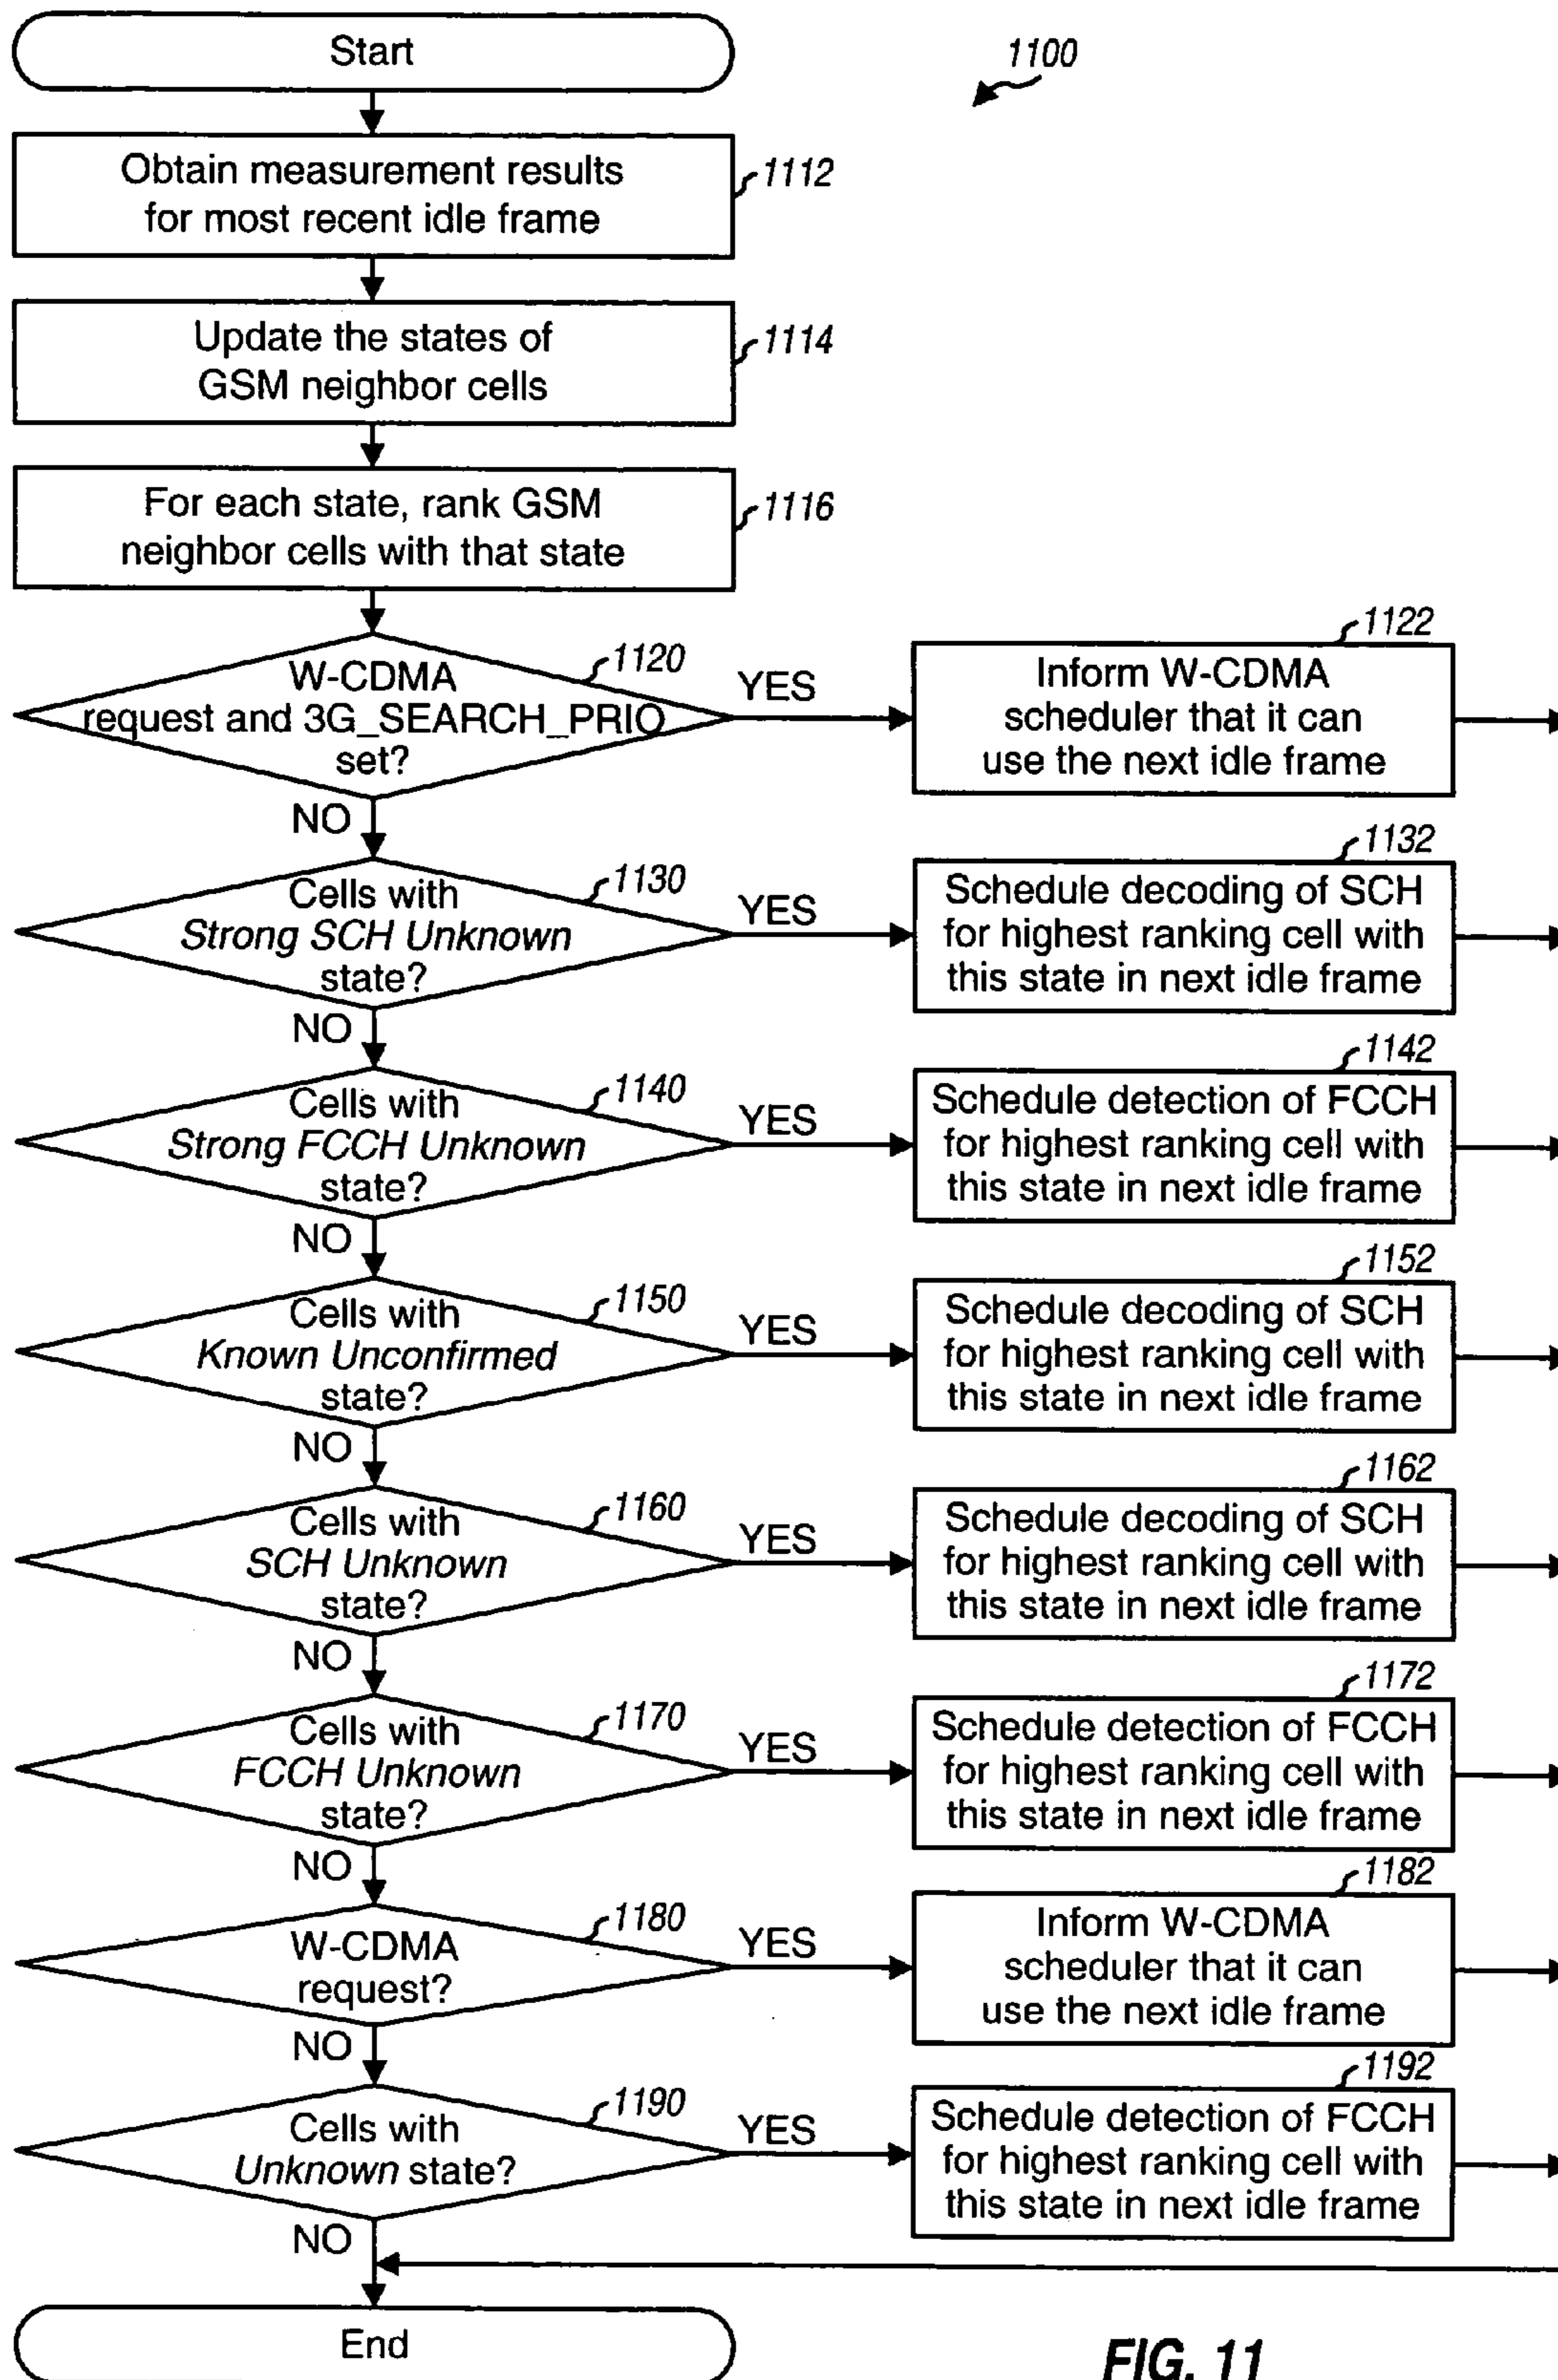 Start
1100
Obtain measurement results
for most recent idle frame
1112
Update the states of
GSM neighbor cells
1114
For each state, rank GSM
neighbor cells with that state
1116
W-CDMA
request and 3G_SEARCH_PRIO
set?
1120
YES
NO
Inform W-CDMA
scheduler that it can
use the next idle frame
1122
Cells with
Strong SCH Unknown
state?
1130
YES
NO
Schedule decoding of SCH
for highest ranking cell with
this state in next idle frame
1132
Cells with
Strong FCCH Unknown
state?
1140
YES
NO
Schedule detection of FCCH
for highest ranking cell with
this state in next idle frame
1142
Cells with
Known Unconfirmed
state?
1150
YES
NO
Schedule decoding of SCH
for highest ranking cell with
this state in next idle frame
1152
Cells with
SCH Unknown
state?
1160
YES
NO
Schedule decoding of SCH
for highest ranking cell with
this state in next idle frame
1162
Cells with
FCCH Unknown
state?
1170
YES
NO
Schedule detection of FCCH
for highest ranking cell with
this state in next idle frame
1172
W-CDMA
request?
1180
YES
NO
Inform W-CDMA
scheduler that it can
use the next idle frame
1182
Cells with
Unknown state?
1190
YES
NO
Schedule detection of FCCH
for highest ranking cell with
this state in next idle frame
1192
End
FIG. 11